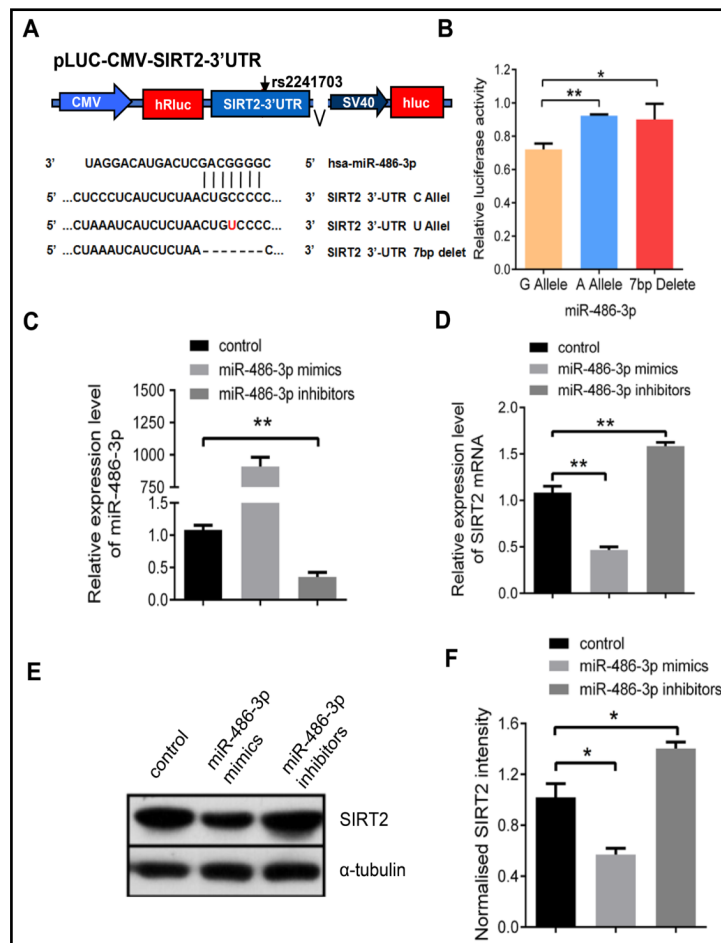 A
pLUC-CMV-SIRT2-3'UTR
rs2241703
CMV hRluc SIRT2-3'UTR SV40 hluc
3' UAGGACAUGACUCGACGGGGC 5' hsa-miR-486-3p
5' ...CUCCCUCAUCUCUAACUGCCCCC... 3' SIRT2 3'-UTR C Allel
5' ...CUAAAUCAUCUCUAACUGUCCCC... 3' SIRT2 3'-UTR U Allel
5' ...CUAAAUCAUCUCUAA-------C... 3' SIRT2 3'-UTR 7bp delet
B
Relative luciferase activity
1.2
1.0
0.8
0.6
0.4
0.2
0.0
*
**
G Allele A Allele 7bp Delete
miR-486-3p
C
control
miR-486-3p mimics
miR-486-3p inhibitors
Relative expression level
of miR-486-3p
1500
1250
1000
750
1.5
1.0
0.5
0.0
**
D
control
miR-486-3p mimics
miR-486-3p inhibitors
Relative expression level
of SIRT2 mRNA
2.0
1.5
1.0
0.5
0.0
**
**
E
control
miR-486-3p
mimics
miR-486-3p
inhibitors
SIRT2
α-tubulin
F
control
miR-486-3p mimics
miR-486-3p inhibitors
Normalised SIRT2 intensity
1.6
1.2
0.8
0.4
0.0
*
*